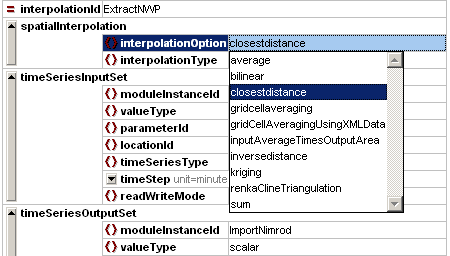 = interpolationId ExtractNWP
spatialInterpolation
() interpolationOption closestdistance
() interpolationType average
bilinear
timeSeriesInputSet
() moduleInstanceId closestdistance
() valueType gridcellaveraging
() parameterId gridCellAveragingUsingXMLData
() locationId inputAverageTimesOutputArea
() timeSeriesType inversedistance
timeStep unit=minute kriging
() readWriteMode renkaClineTriangulation
sum
timeSeriesOutputSet
() moduleInstanceId ImportNimrod
() valueType scalar